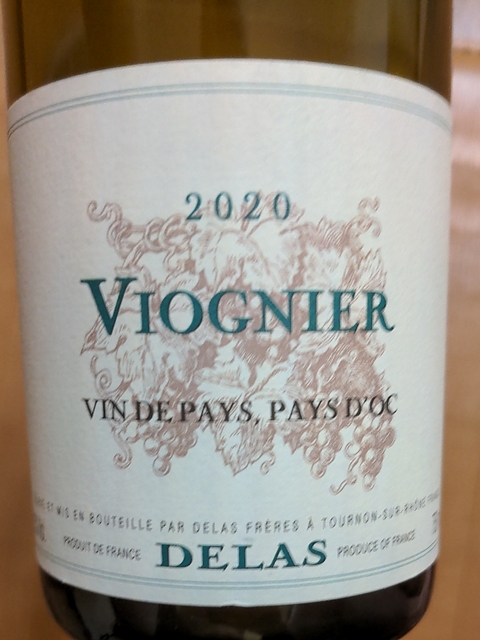 2020
VIOGNIER
VIN DE PAYS, PAYS D'OC
ET MIS EN BOUTEILLE PAR DELAS FRÈRES À TOURNON-SUR-RHÔNE
PRODUIT DE FRANCE DELAS PRODUCE OF FRANCE